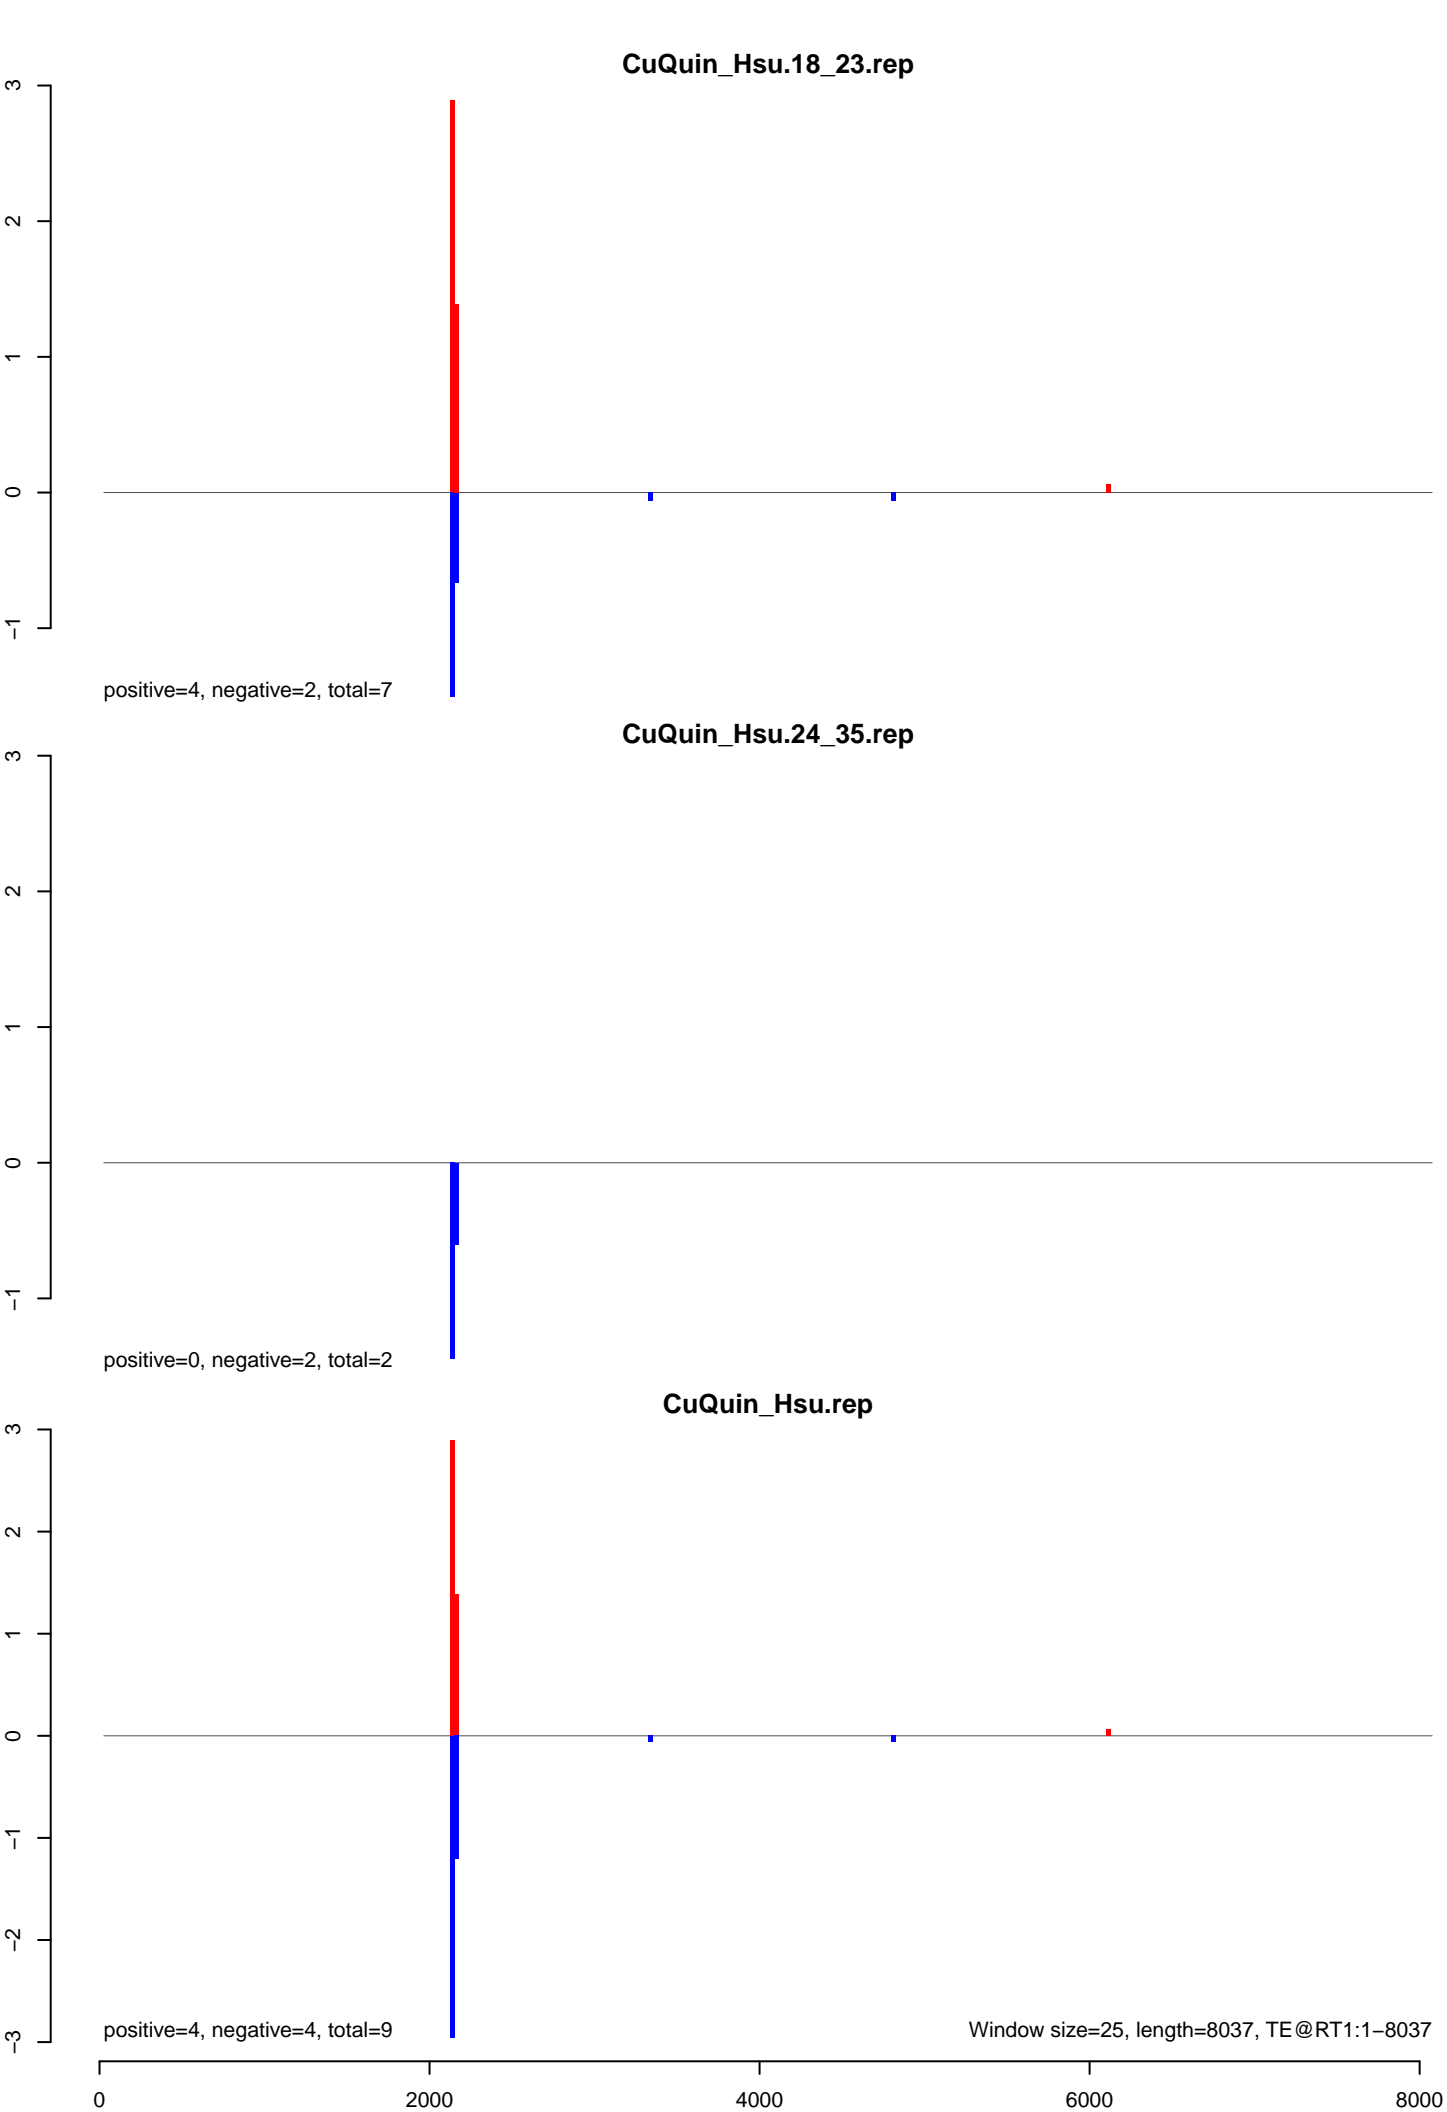 CuQuin_Hsu.18_23.rep
3
2
1
0
−1
positive=4, negative=2, total=7
CuQuin_Hsu.24_35.rep
3
2
1
0
−1
positive=0, negative=2, total=2
CuQuin_Hsu.rep
3
2
1
0
−1
−2
−3
positive=4, negative=4, total=9
Window size=25, length=8037, TE@RT1:1−8037
0 2000 4000 6000 8000